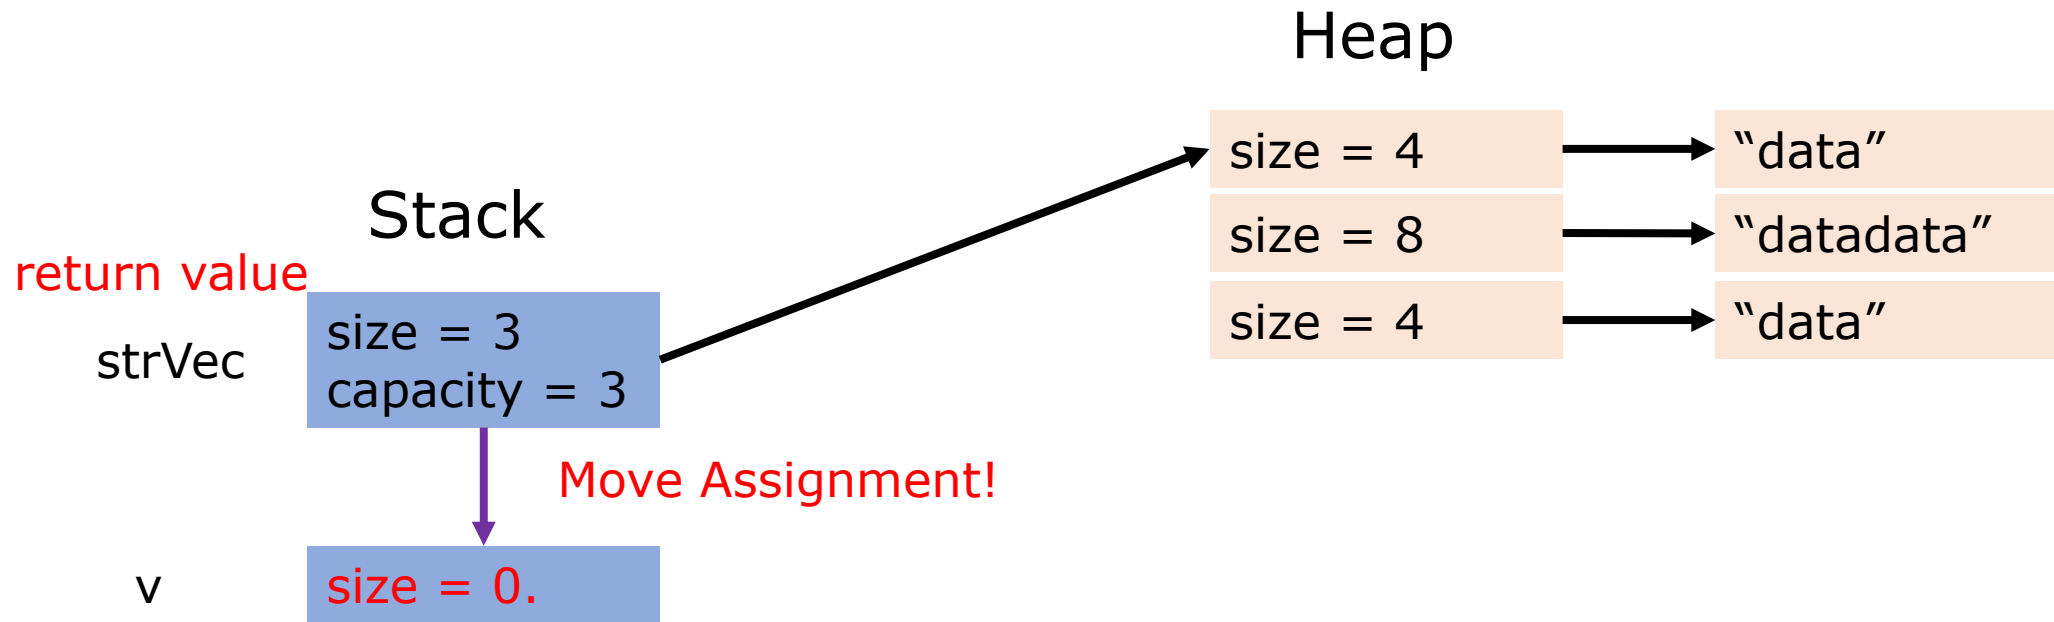 Heap
size = 4
“data”
size = 8
“datadata”
size = 4
“data”
Stack
return value
strVec
size = 3
capacity = 3
Move Assignment!
v
size = 0.